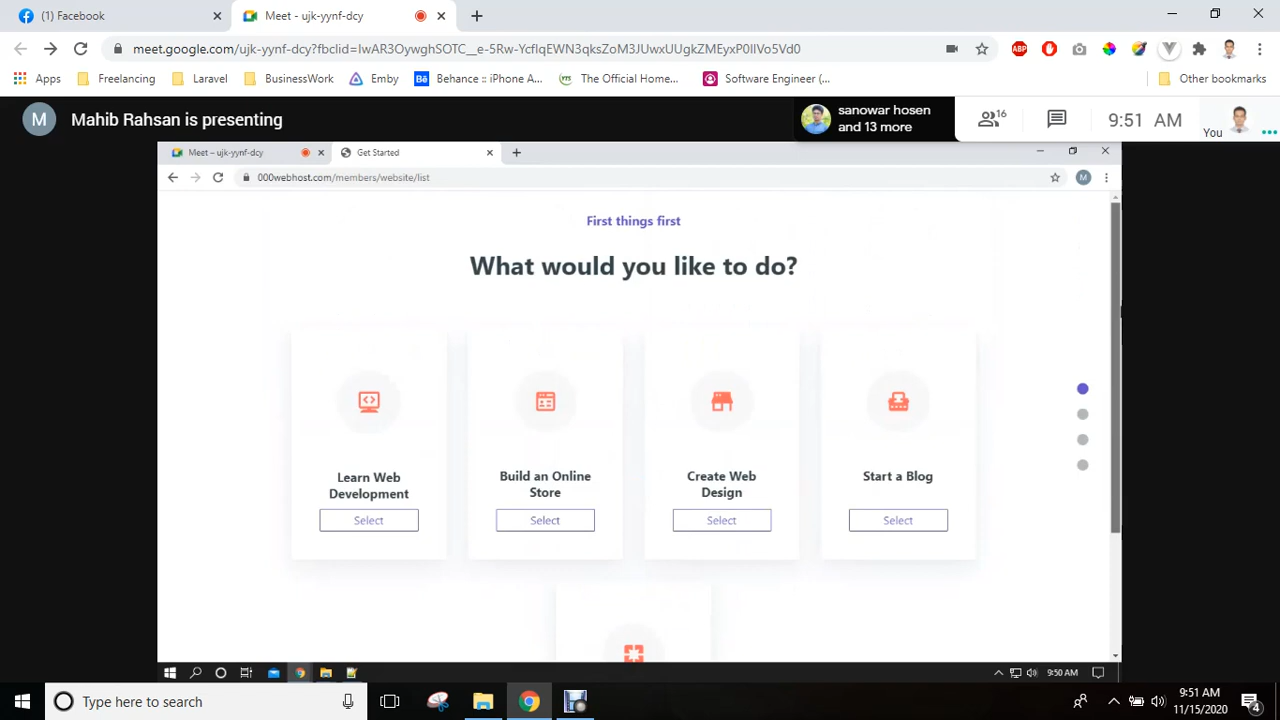 Facebook
Meet - ujk-yynf-dcy
meet.google.com/ujk-yynf-dcy?fbclid=IwAR3OywghSOTC__e-5Rw-YcfIqEWN3qksZoM3JUwxUUgkZMEyxP0IIVo5Vd0
ABP
Apps
Freelancing
Laravel
BusinessWork
Emby
Bē
Behance :: iPhone A...
The Official Home...
Software Engineer (...
Other bookmarks
M
Mahib Rahsan is presenting
sanowar hosen
and 13 more
16
9:51 AM
You
Meet – ujk-yynf-dcy
Get Started
000webhost.com/members/website/list
M
First things first
What would you like to do?
Learn Web
Development
Select
Build an Online
Store
Select
Create Web
Design
Select
Start a Blog
Select
9:50 AM
Type here to search
9:51 AM
11/15/2020
4